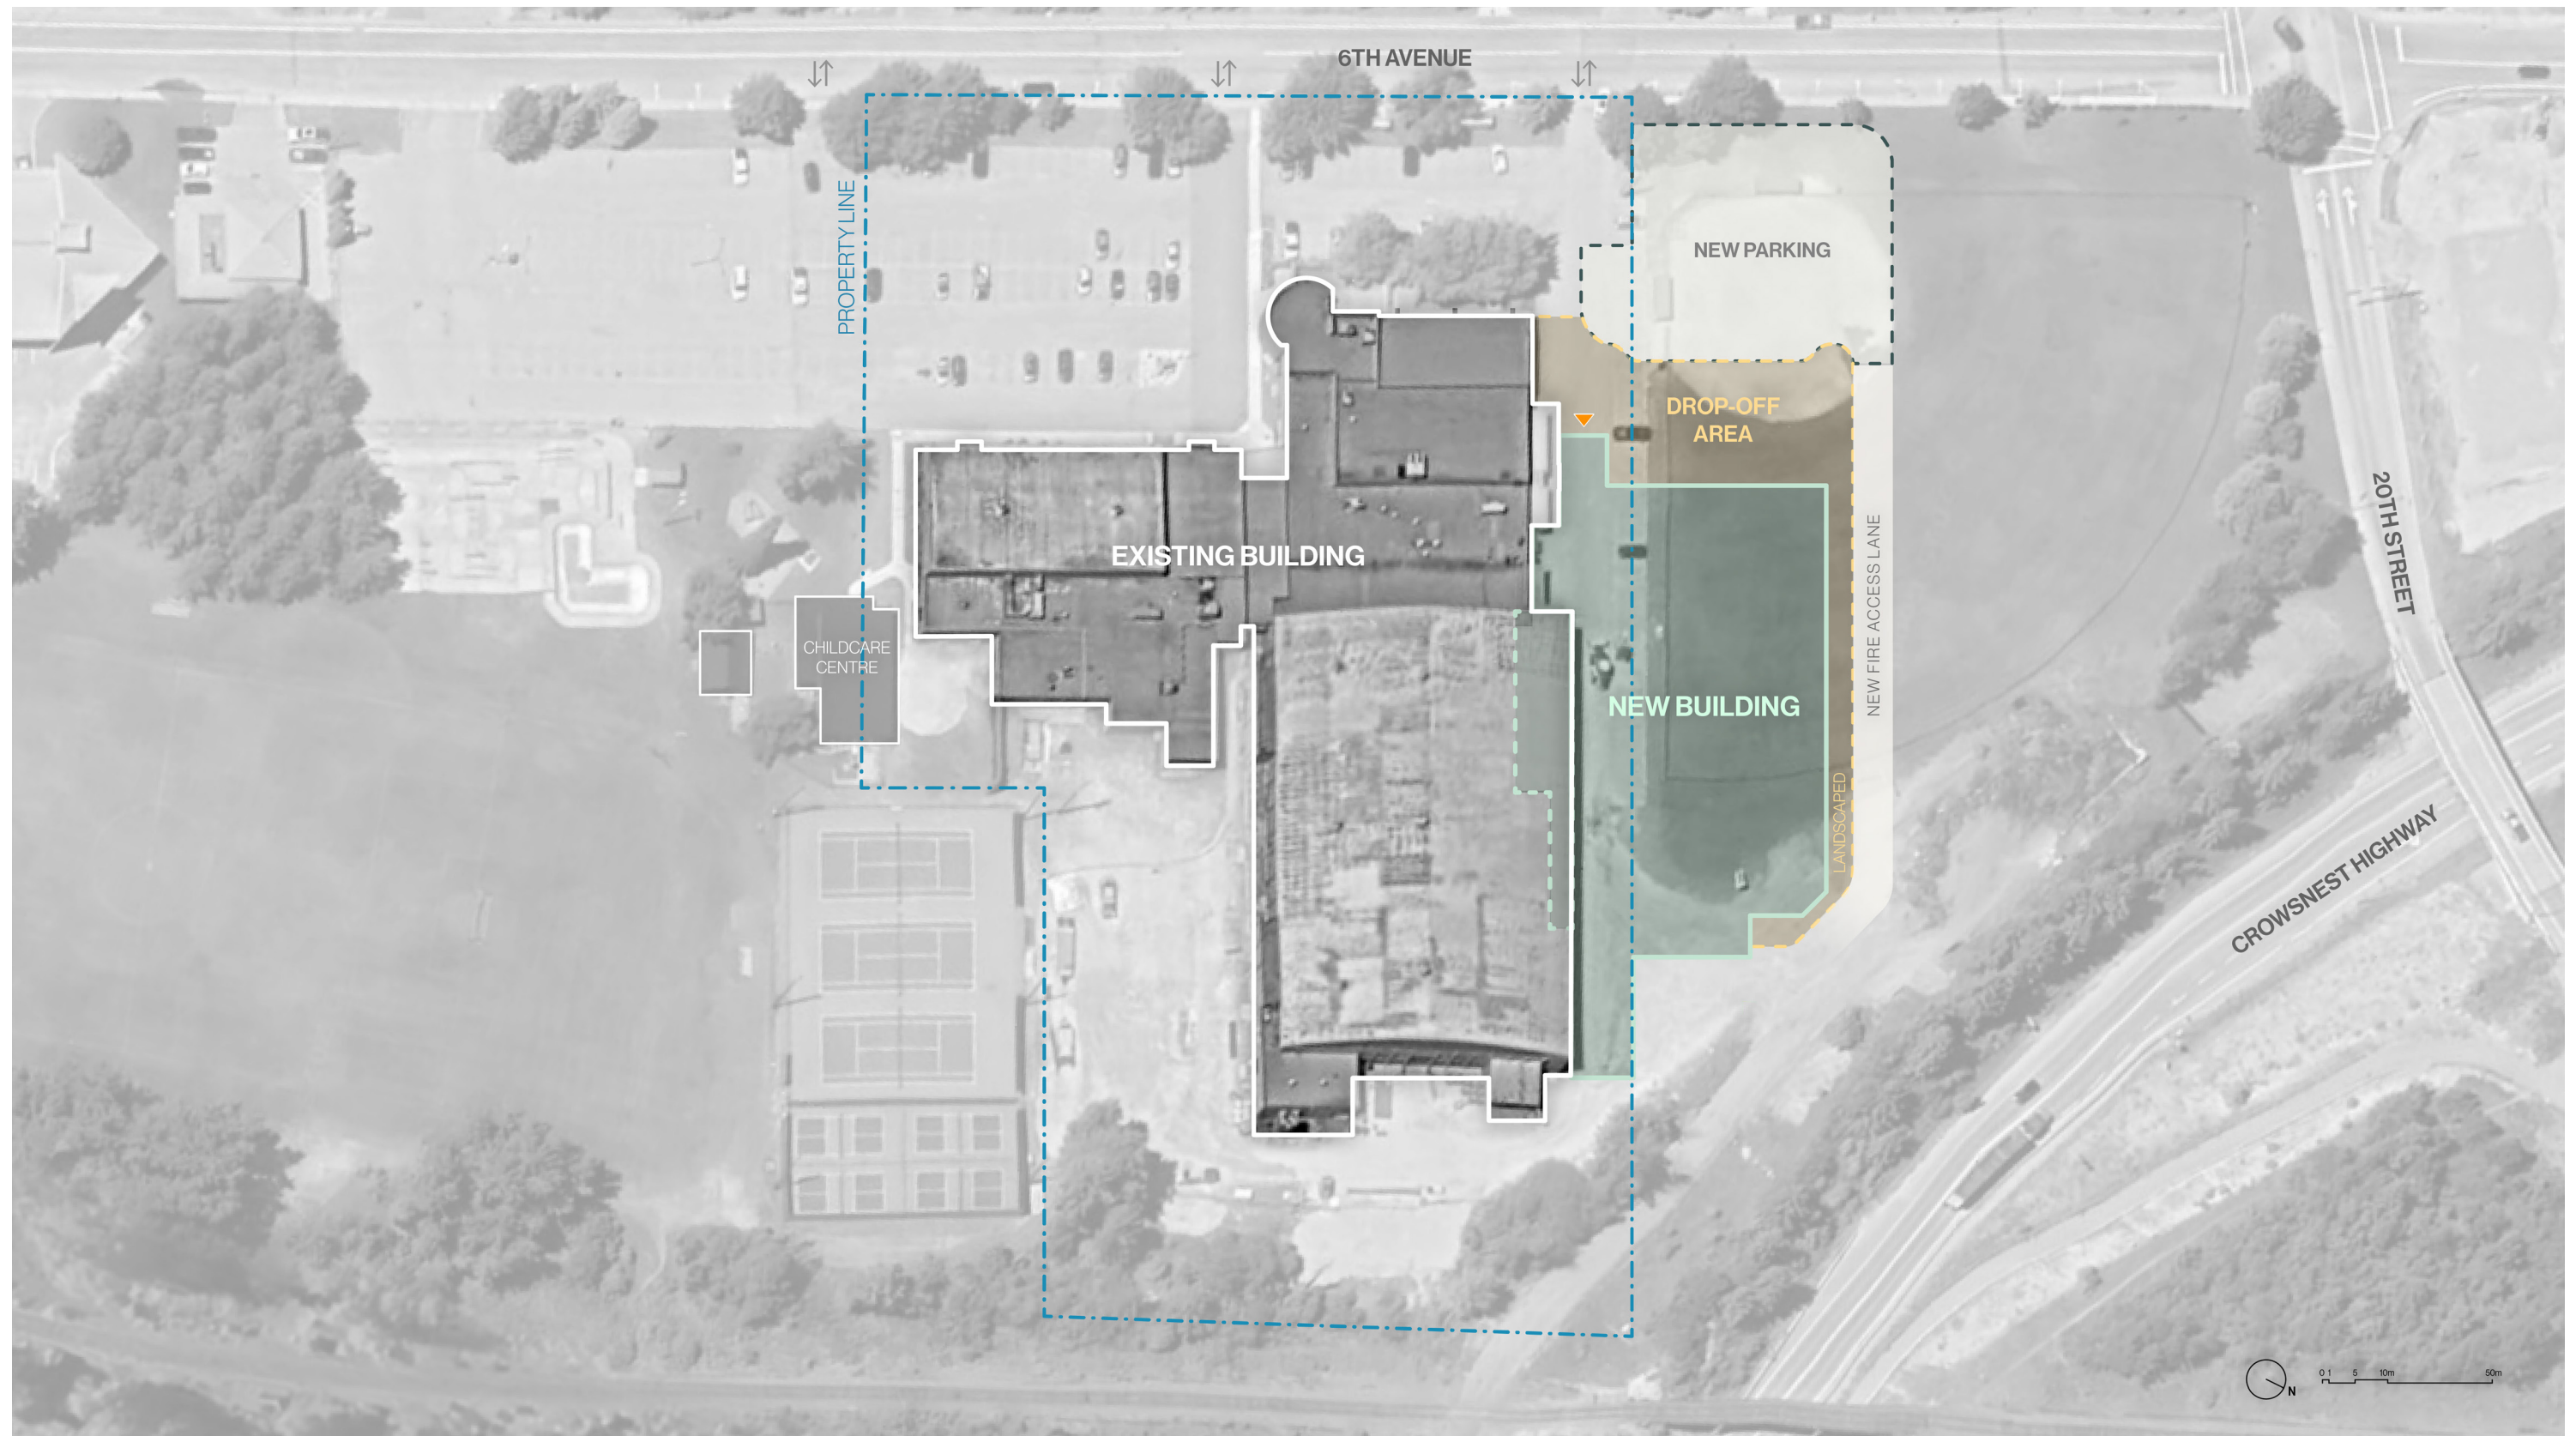 6TH AVENUE
PROPERTY LINE
NEW PARKING
DROP-OFF
AREA
EXISTING BUILDING
20TH STREET
NEW FIRE ACCESS LANE
CHILDCARE
CENTRE
NEW BUILDING
LANDSCAPED
CROWSNEST HIGHWAY
N
0 1 5 10m 50m